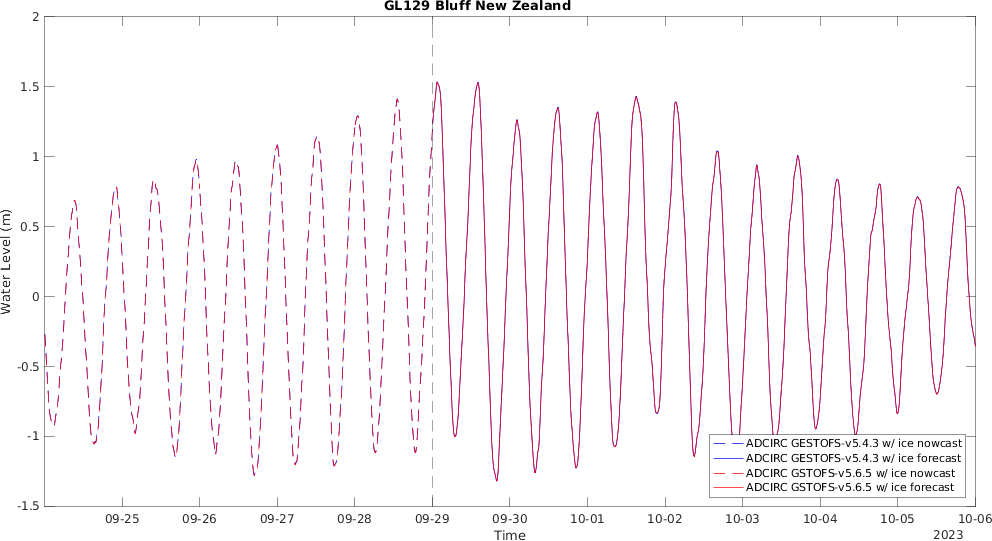 GL129 Bluff New Zealand
2
1.5
1
0.5
0
-0.5
-1
-1.5
Water Level (m)
ADCIRC GESTOFS-v5.4.3 w/ ice nowcast
ADCIRC GESTOFS-v5.4.3 w/ ice forecast
ADCIRC GSTOFS-v5.6.5 w/ ice nowcast
ADCIRC GSTOFS-v5.6.5 w/ ice forecast
09-25 09-26 09-27 09-28 09-29 09-30 10-01 10-02 10-03 10-04 10-05 10-06
Time
2023